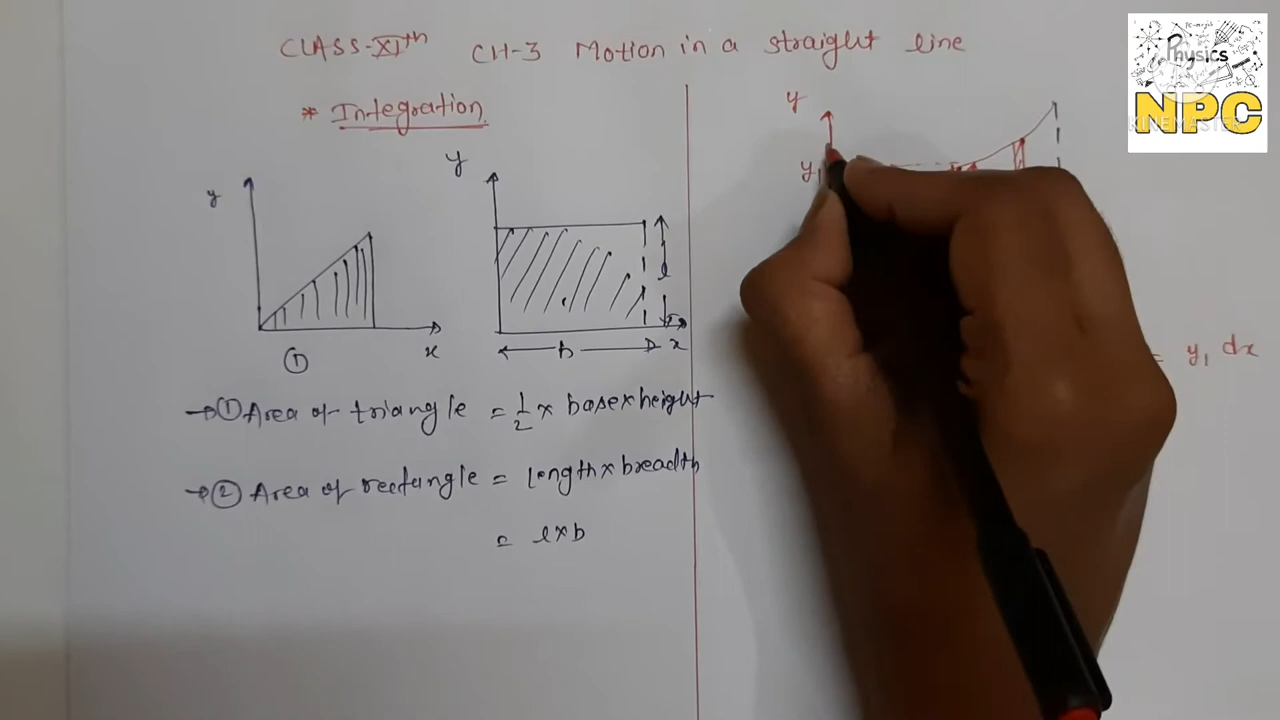 CLASS-XIth CH-3 Motion in a straight line
* Integration
y
x
①
y
l
b
x
→① Area of triangle = 1/2 × base×height
→② Area of rectangle = length×breadth
= l×b
y
y₁
= y₁ dx
Physics
NPC
KINEMASTER